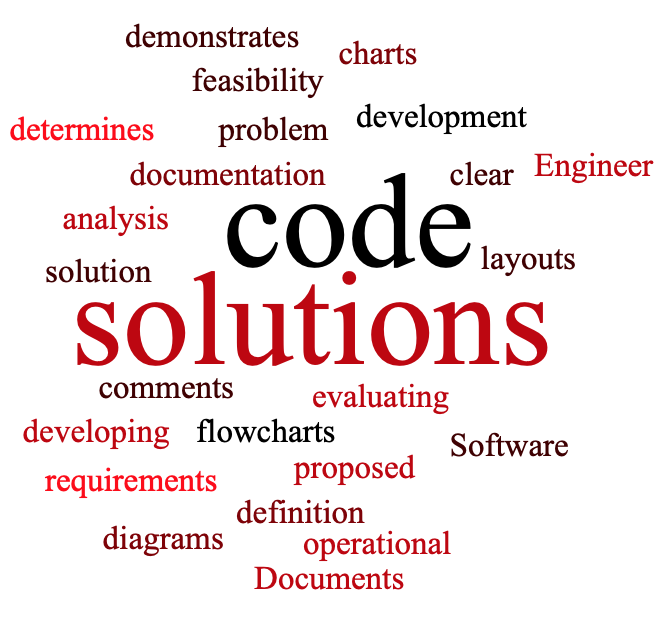 demonstrates
charts
feasibility
development
determines
problem
Engineer
documentation
clear
analysis
code
layouts
solution
solutions
comments
evaluating
developing
flowcharts
Software
proposed
requirements
definition
diagrams
operational
Documents